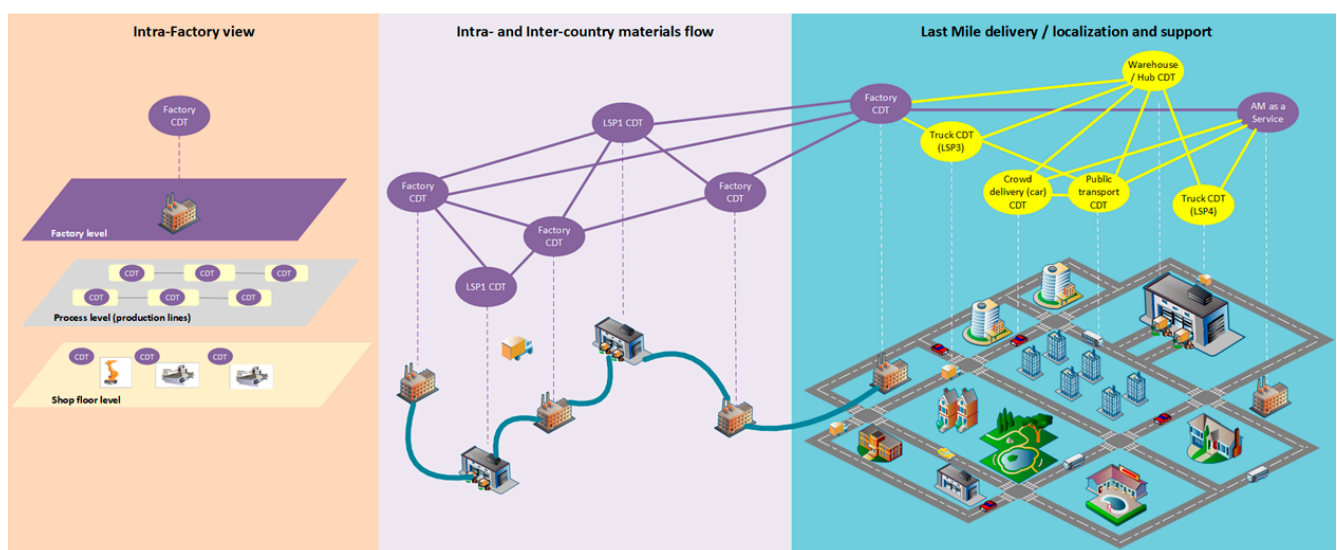 Intra-Factory view
Factory
CDT
Factory level
CDT
CDT
CDT
CDT
CDT
CDT
Process level (production lines)
CDT
CDT
CDT
Shop floor level
Intra- and Inter-country materials flow
LSP1 CDT
Factory
CDT
Factory
CDT
Factory
CDT
LSP1 CDT
Last Mile delivery / localization and support
Warehouse
/ Hub CDT
Factory
CDT
AM as a
Service
Truck CDT
(LSP3)
Crowd
delivery (car)
CDT
Public
transport
CDT
Truck CDT
(LSP4)